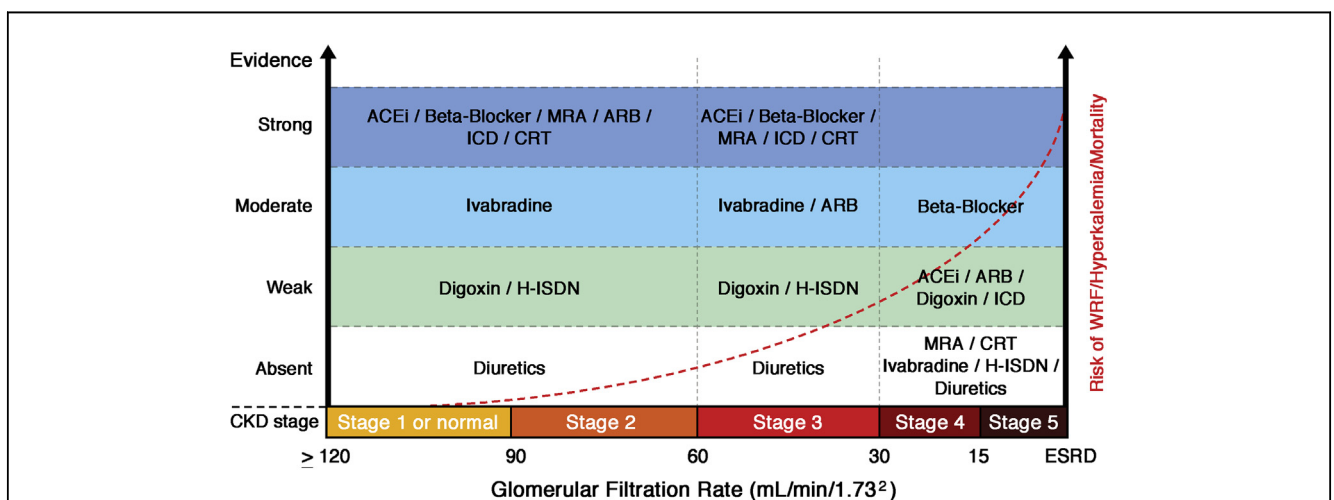 Evidence
Strong
ACEi / Beta-Blocker / MRA / ARB /
ICD / CRT
ACEi / Beta-Blocker /
MRA / ICD / CRT
Moderate
Ivabradine
Ivabradine / ARB
Beta-Blocker
Weak
Digoxin / H-ISDN
Digoxin / H-ISDN
ACEi / ARB /
Digoxin / ICD
Absent
Diuretics
Diuretics
MRA / CRT
Ivabradine / H-ISDN /
Diuretics
Risk of WRF/Hyperkalemia/Mortality
CKD stage
Stage 1 or normal
Stage 2
Stage 3
Stage 4
Stage 5
≥ 120
90
60
30
15
ESRD
Glomerular Filtration Rate (mL/min/1.73²)